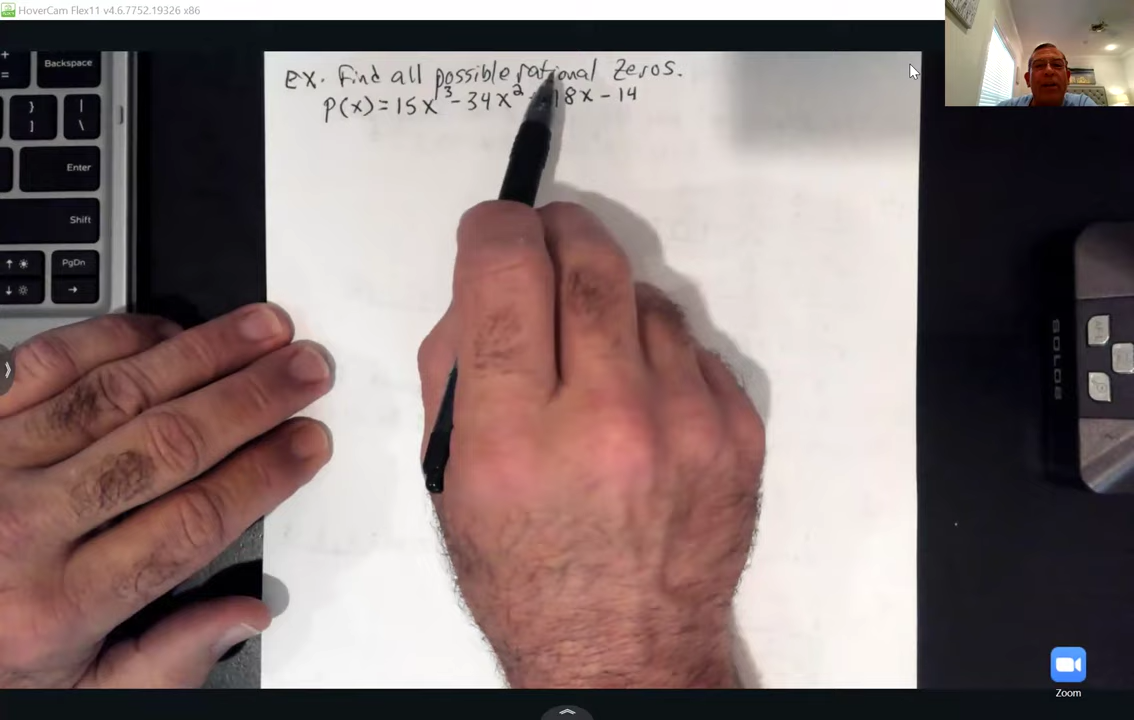 HoverCam Flex11 v4.6.7752.19326 x86
ex. Find all possible rational zeros.
P(x) = 15x³ - 34x² 18x - 14
+
=
Backspace
}
]
|
\
Enter
Shift
PgDn
Zoom